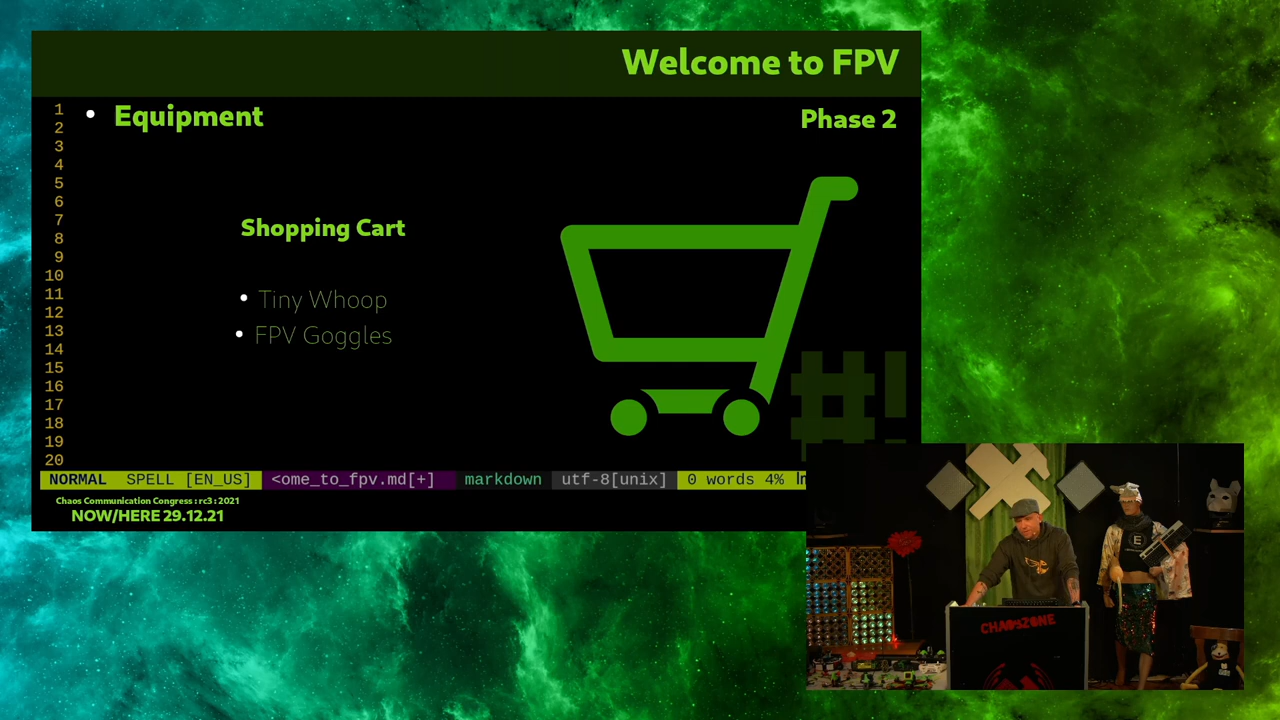 Welcome to FPV
Phase 2
• Equipment
Shopping Cart
• Tiny Whoop
• FPV Goggles
1
2
3
4
5
6
7
8
9
10
11
12
13
14
15
16
17
18
19
20
#!
NORMAL SPELL [EN_US] <ome_to_fpv.md[+] markdown utf-8[unix] 0 words 4% ln
Chaos Communication Congress : rc3 : 2021
NOW/HERE 29.12.21
CHAOSZONE
E